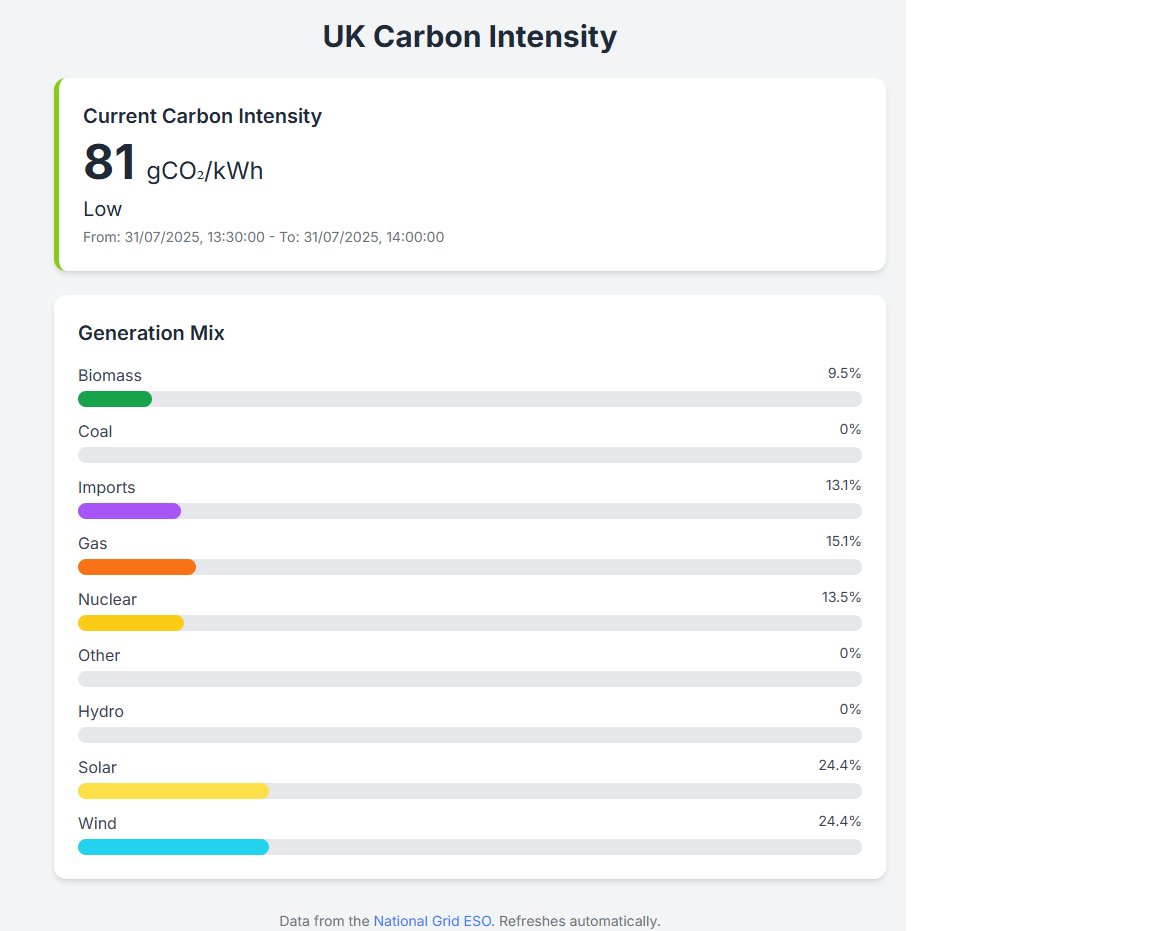 UK Carbon Intensity
Current Carbon Intensity
81 gCO₂/kWh
Low
From: 31/07/2025, 13:30:00 - To: 31/07/2025, 14:00:00
Generation Mix
Biomass 9.5%
Coal 0%
Imports 13.1%
Gas 15.1%
Nuclear 13.5%
Other 0%
Hydro 0%
Solar 24.4%
Wind 24.4%
Data from the National Grid ESO. Refreshes automatically.